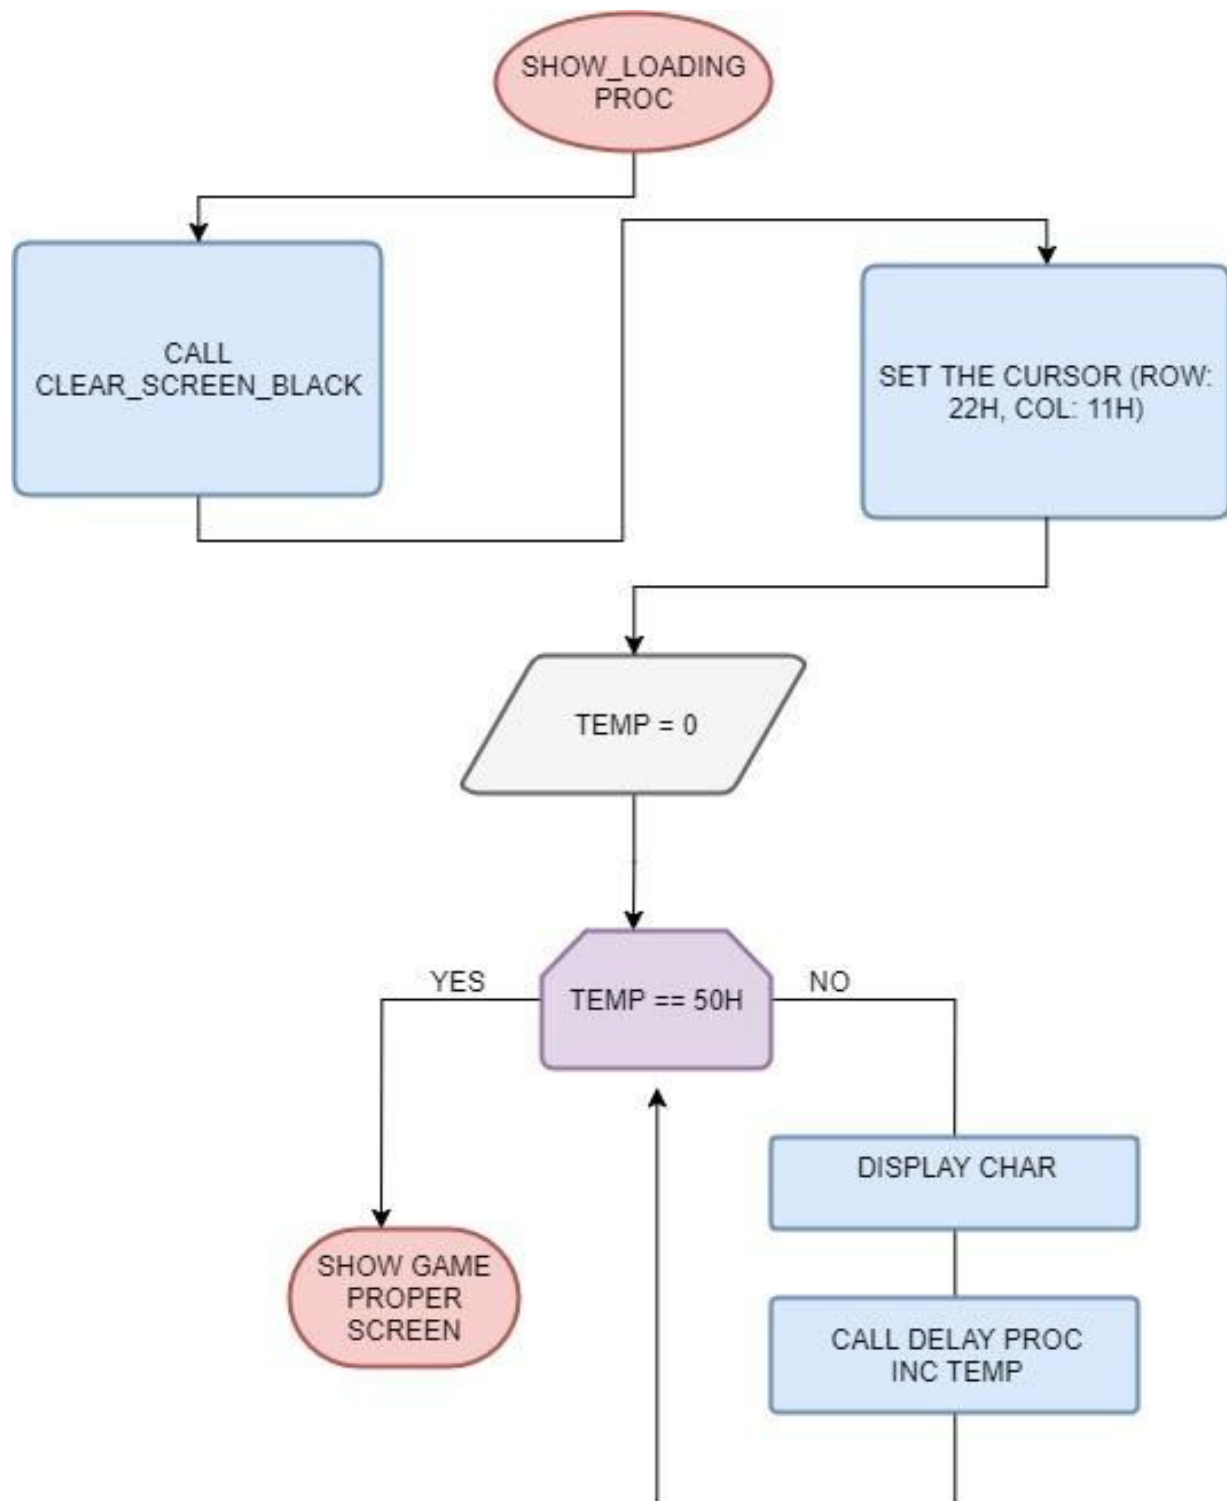 SHOW_LOADING
PROC
CALL
CLEAR_SCREEN_BLACK
SET THE CURSOR (ROW:
22H, COL: 11H)
TEMP = 0
YES
TEMP == 50H
NO
DISPLAY CHAR
SHOW GAME
PROPER
SCREEN
CALL DELAY PROC
INC TEMP